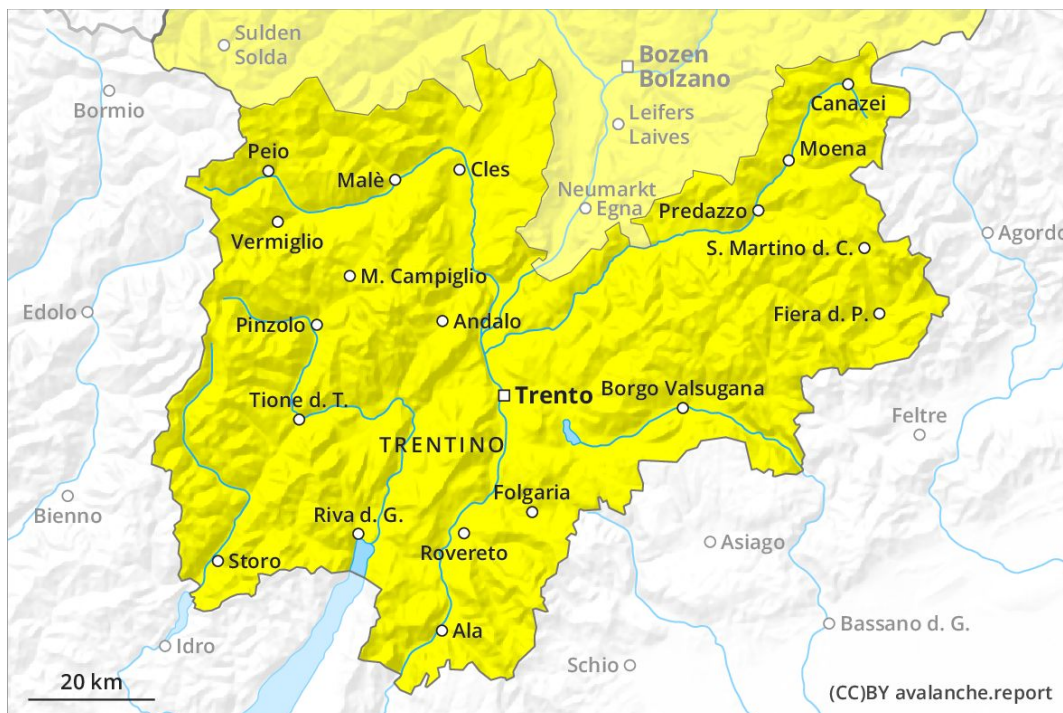 Sulden
Solda
Bozen
Bolzano
Bormio
Canazei
Leifers
Laives
Moena
Peio
Malè
Cles
Neumarkt
Egna
Predazzo
Vermiglio
S. Martino d. C.
Agordo
M. Campiglio
Edolo
Pinzolo
Andalo
Fiera d. P.
Trento
Borgo Valsugana
Tione d. T.
Feltre
TRENTINO
Folgaria
Bienno
Riva d. G.
Rovereto
Asiago
Storo
Ala
Bassano d. G.
Idro
Schio
20 km
(CC)BY avalanche.report